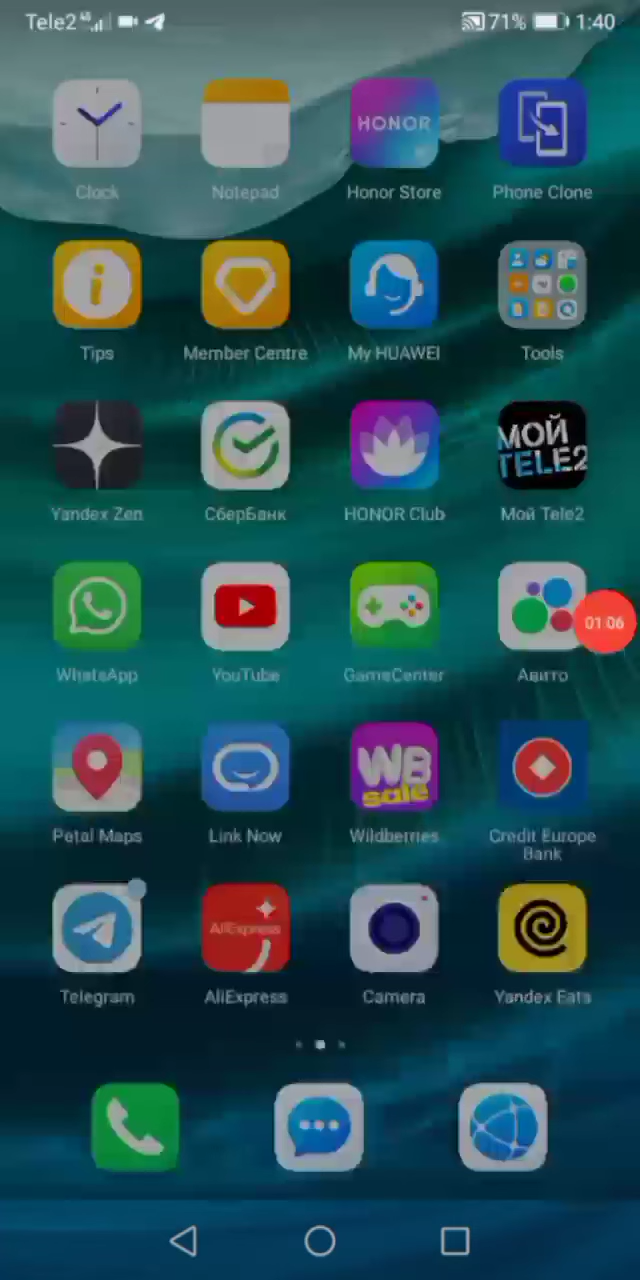 Tele2 71% 1:40
HONOR
Clock Notepad Honor Store Phone Clone
Tips Member Centre My HUAWEI Tools
МОЙ
TELE2
Yandex Zen СберБанк HONOR Club Мой Tele2
01:06
WhatsApp YouTube GameCenter Авито
WB
sale
Petal Maps Link Now Wildberries Credit Europe
Bank
AliExpress
Telegram AliExpress Camera Yandex Eats